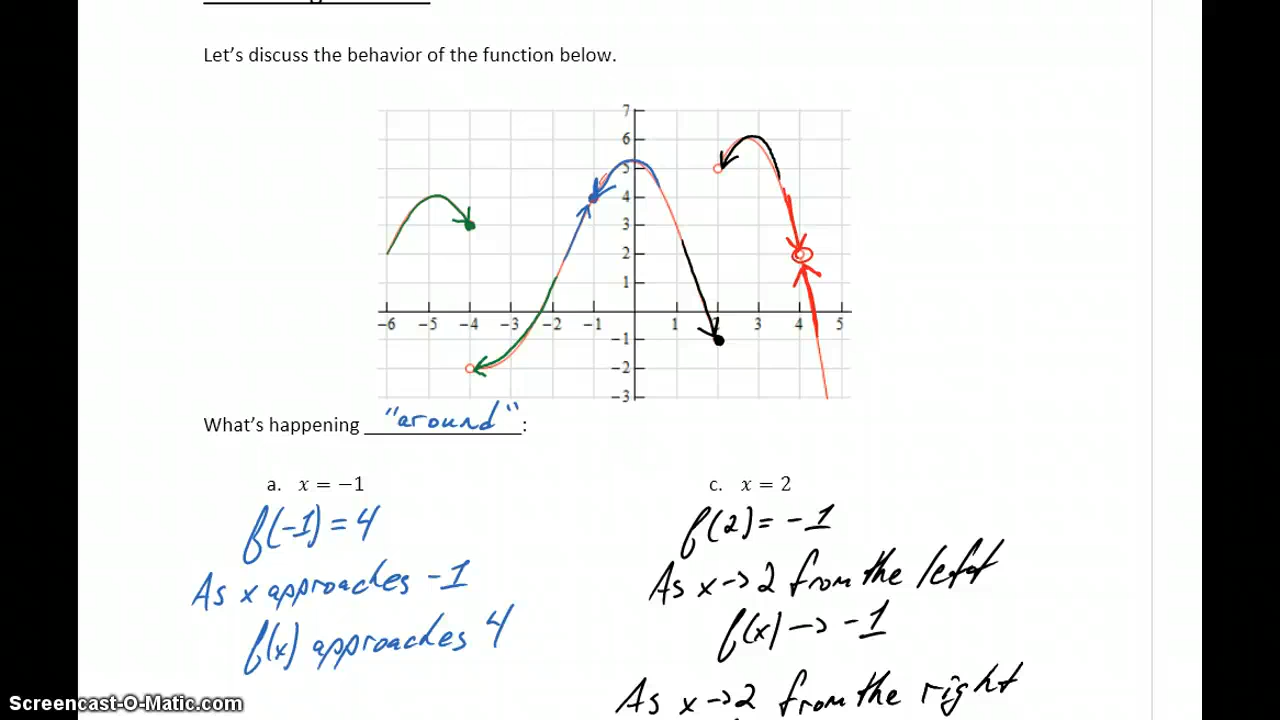 Let's discuss the behavior of the function below.
7
6
5
4
3
2
1
-6 -5 -4 -3 -2 -1 1 2 3 4 5
-1
-2
-3
What's happening "around" :
a. x = -1
f(-1) = 4
As x approaches -1
f(x) approaches 4
c. x = 2
f(2) = -1
As x → 2 from the left
f(x) → -1
As x → 2 from the right
Screencast-O-Matic.com